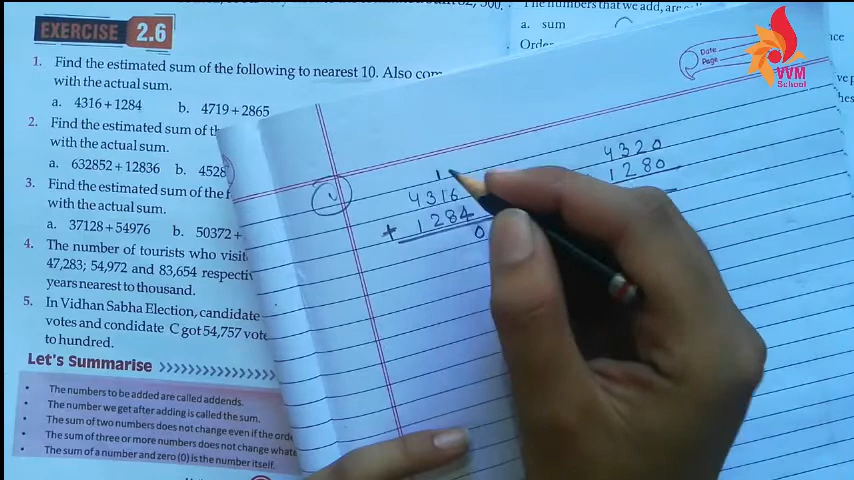 EXERCISE 2.6
1. Find the estimated sum of the following to nearest 10. Also com
with the actual sum.
a. 4316 + 1284 b. 4719 + 2865
2. Find the estimated sum of th
with the actual sum.
a. 632852 + 12836 b. 4528
3. Find the estimated sum of the f
with the actual sum.
a. 37128 + 54976 b. 50372 +
4. The number of tourists who visit
47,283; 54,972 and 83,654 respectiv
years nearest to thousand.
5. In Vidhan Sabha Election, candidate
votes and condidate C got 54,757 vote
to hundred.
Let's Summarise
• The numbers to be added are called addends.
• The number we get after adding is called the sum.
• The sum of two numbers does not change even if the orde
• The sum of three or more numbers does not change whate
• The sum of a number and zero (0) is the number itself.
The numbers that we add, are
a. sum
Order
Date
Page
VVM
School
1
4316
+ 1284
0
4320
1280